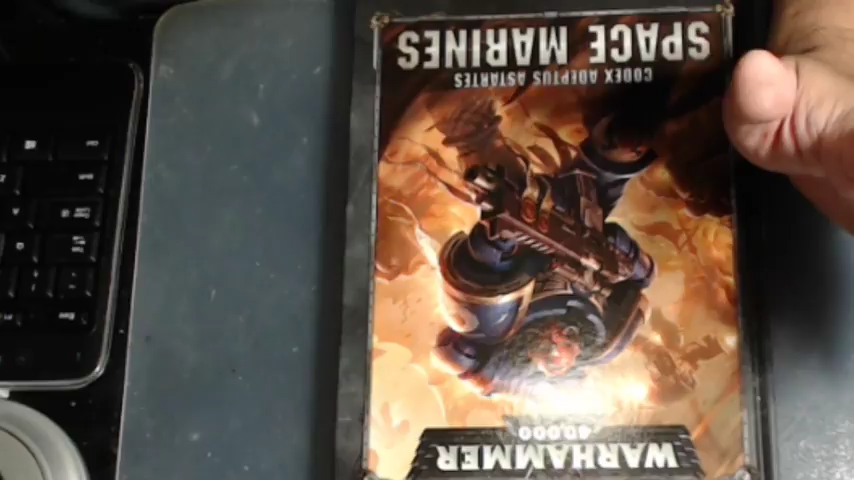 WARHAMMER
40,000
CODEX ADEPTUS ASTARTES
SPACE MARINES